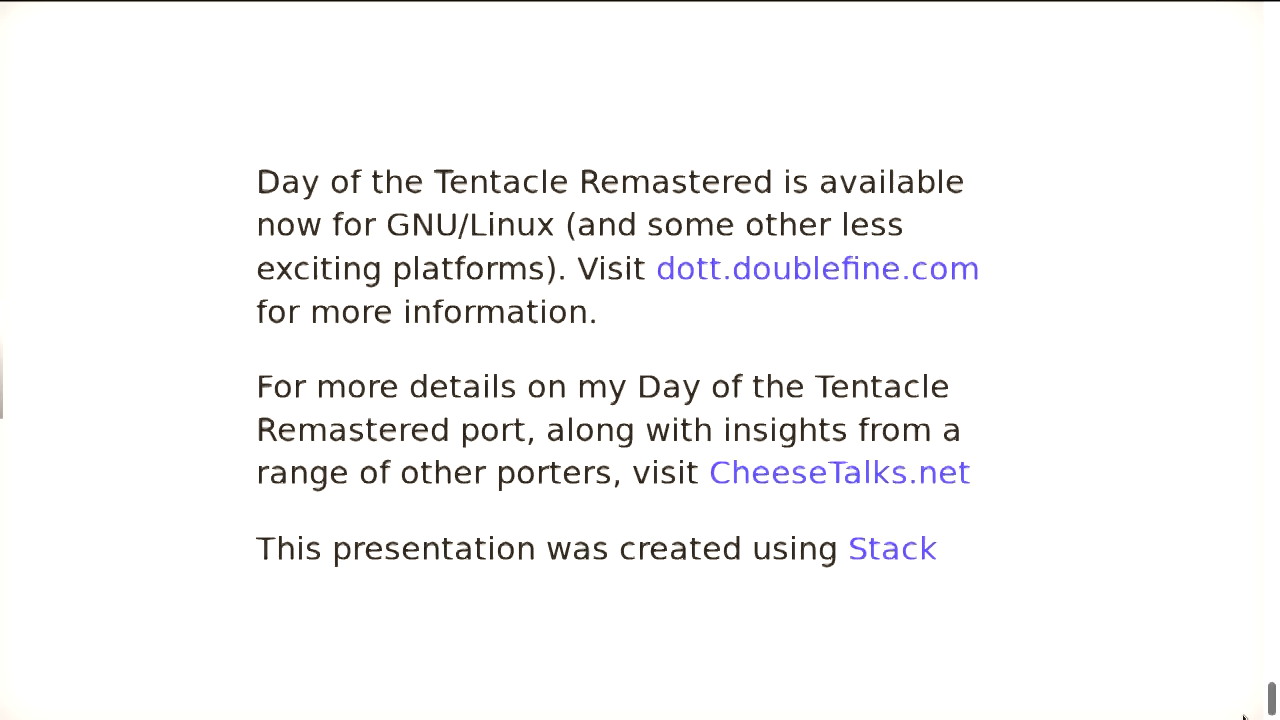 Day of the Tentacle Remastered is available
now for GNU/Linux (and some other less
exciting platforms). Visit dott.doublefine.com
for more information.
For more details on my Day of the Tentacle
Remastered port, along with insights from a
range of other porters, visit CheeseTalks.net
This presentation was created using Stack